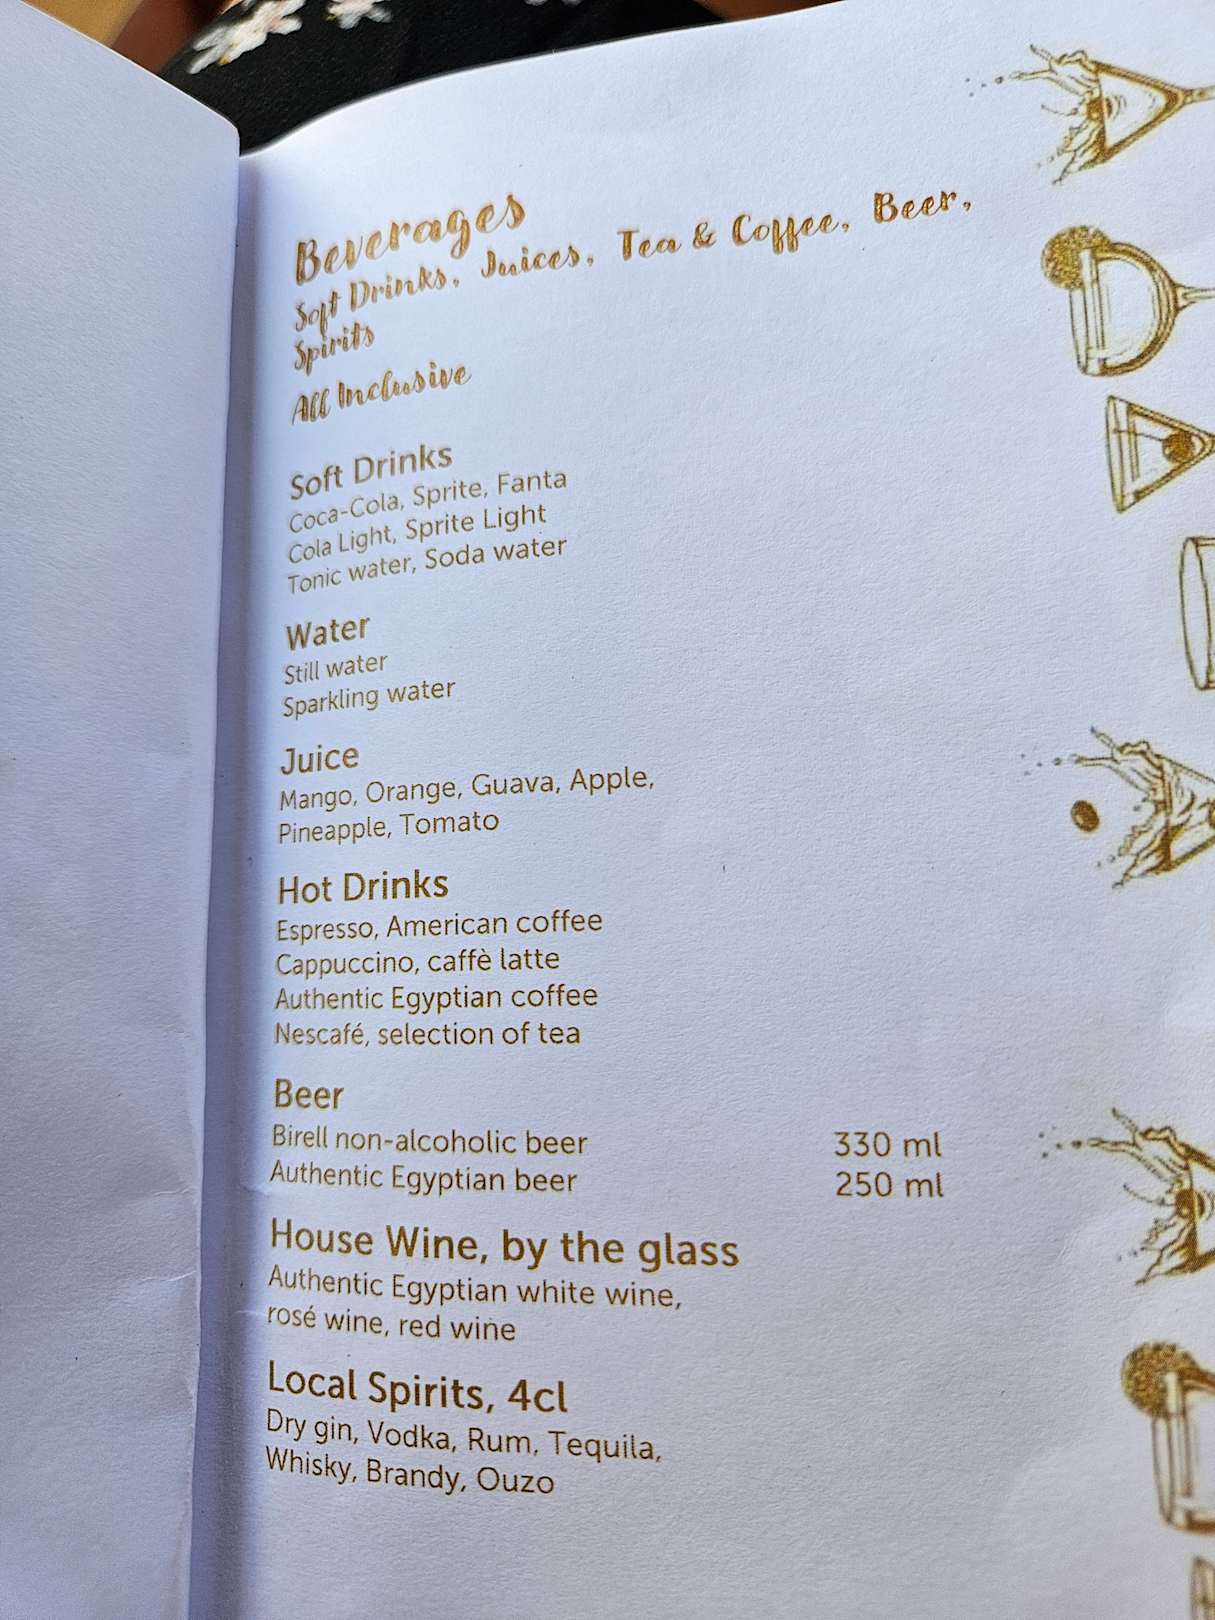 Beverages
Soft Drinks, Juices, Tea & Coffee, Beer,
Spirits
All Inclusive
Soft Drinks
Coca-Cola, Sprite, Fanta
Cola Light, Sprite Light
Tonic water, Soda water
Water
Still water
Sparkling water
Juice
Mango, Orange, Guava, Apple,
Pineapple, Tomato
Hot Drinks
Espresso, American coffee
Cappuccino, caffè latte
Authentic Egyptian coffee
Nescafé, selection of tea
Beer
Birell non-alcoholic beer 330 ml
Authentic Egyptian beer 250 ml
House Wine, by the glass
Authentic Egyptian white wine,
rosé wine, red wine
Local Spirits, 4cl
Dry gin, Vodka, Rum, Tequila,
Whisky, Brandy, Ouzo